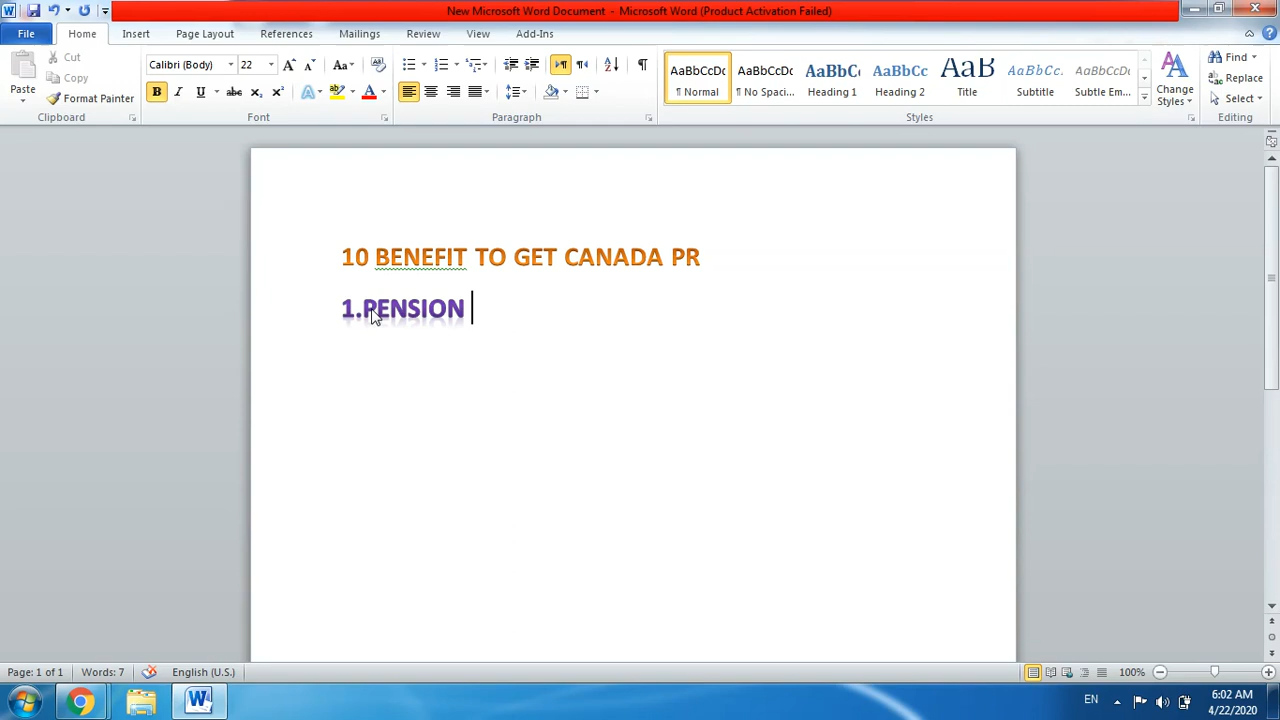 New Microsoft Word Document - Microsoft Word (Product Activation Failed)
File Home Insert Page Layout References Mailings Review View Add-Ins
Cut
Copy
Format Painter
Paste
Calibri (Body) 22
AaBbCcDc AaBbCcDc AaBbC AaBbCc AaB AaBbCc. AaBbCcDc
¶ Normal ¶ No Spaci... Heading 1 Heading 2 Title Subtitle Subtle Em...
Change Styles
Find
Replace
Select
Clipboard Font Paragraph Styles Editing
10 BENEFIT TO GET CANADA PR
1.PENSION
Page: 1 of 1 Words: 7 English (U.S.) 100%
EN 6:02 AM
4/22/2020